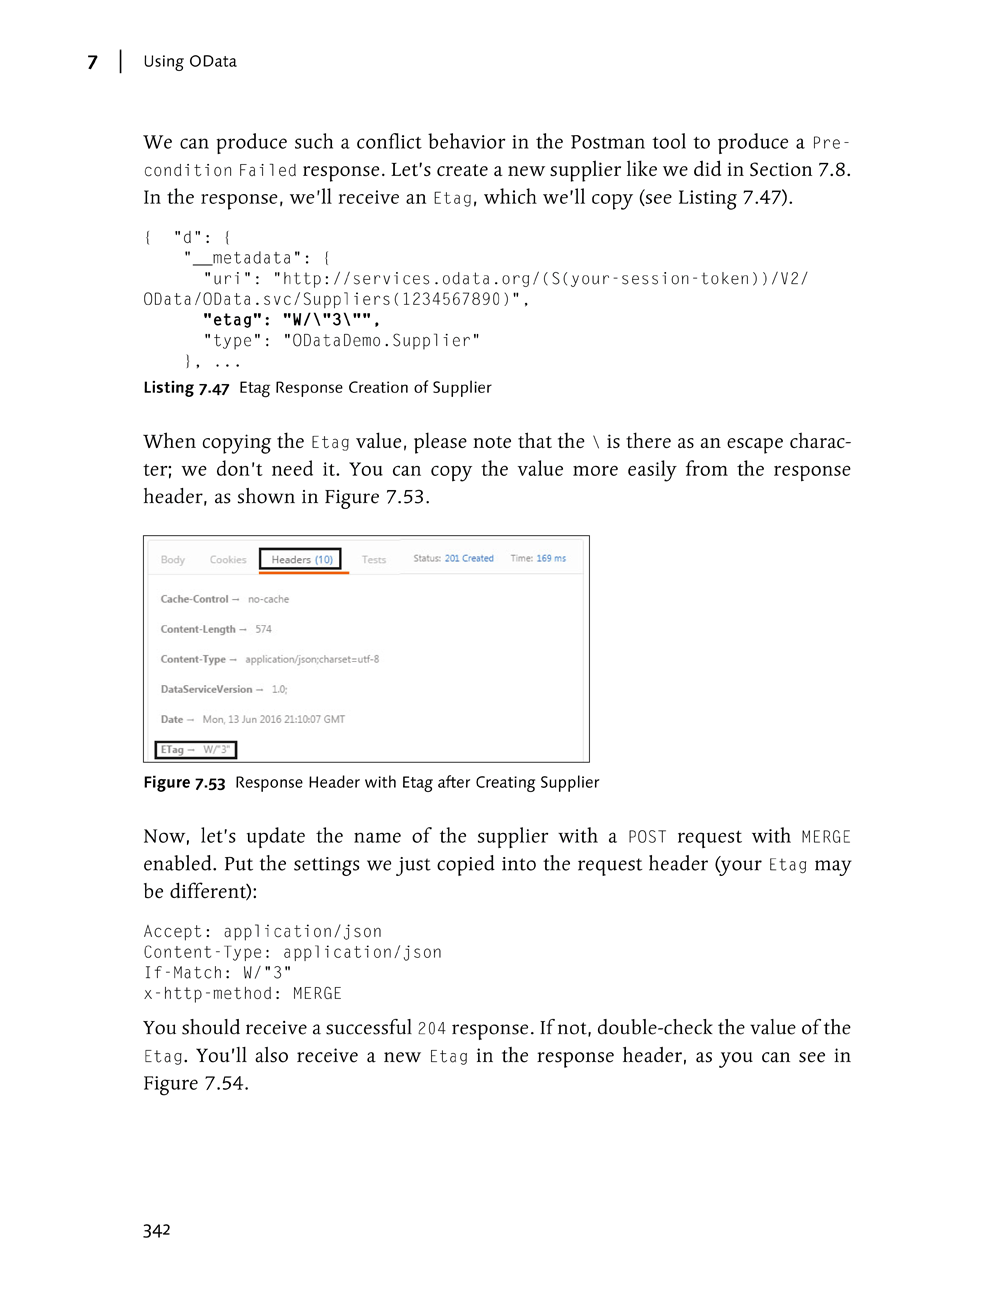 7 | Using OData
We can produce such a conflict behavior in the Postman tool to produce a Pre-
condition Failed response. Let's create a new supplier like we did in Section 7.8.
In the response, we'll receive an Etag, which we'll copy (see Listing 7.47).
{  "d": {
    "__metadata": {
      "uri": "http://services.odata.org/(S(your-session-token))/V2/
OData/OData.svc/Suppliers(1234567890)",
      "etag": "W/\"3\"",
      "type": "ODataDemo.Supplier"
    }, ...
Listing 7.47 Etag Response Creation of Supplier
When copying the Etag value, please note that the \ is there as an escape charac-
ter; we don't need it. You can copy the value more easily from the response
header, as shown in Figure 7.53.
Body Cookies Headers (10) Tests Status: 201 Created Time: 169 ms
Cache-Control → no-cache
Content-Length → 574
Content-Type → application/json;charset=utf-8
DataServiceVersion → 1.0;
Date → Mon, 13 Jun 2016 21:10:07 GMT
ETag → W/"3"
Figure 7.53 Response Header with Etag after Creating Supplier
Now, let's update the name of the supplier with a POST request with MERGE
enabled. Put the settings we just copied into the request header (your Etag may
be different):
Accept: application/json
Content-Type: application/json
If-Match: W/"3"
x-http-method: MERGE
You should receive a successful 204 response. If not, double-check the value of the
Etag. You'll also receive a new Etag in the response header, as you can see in
Figure 7.54.
342